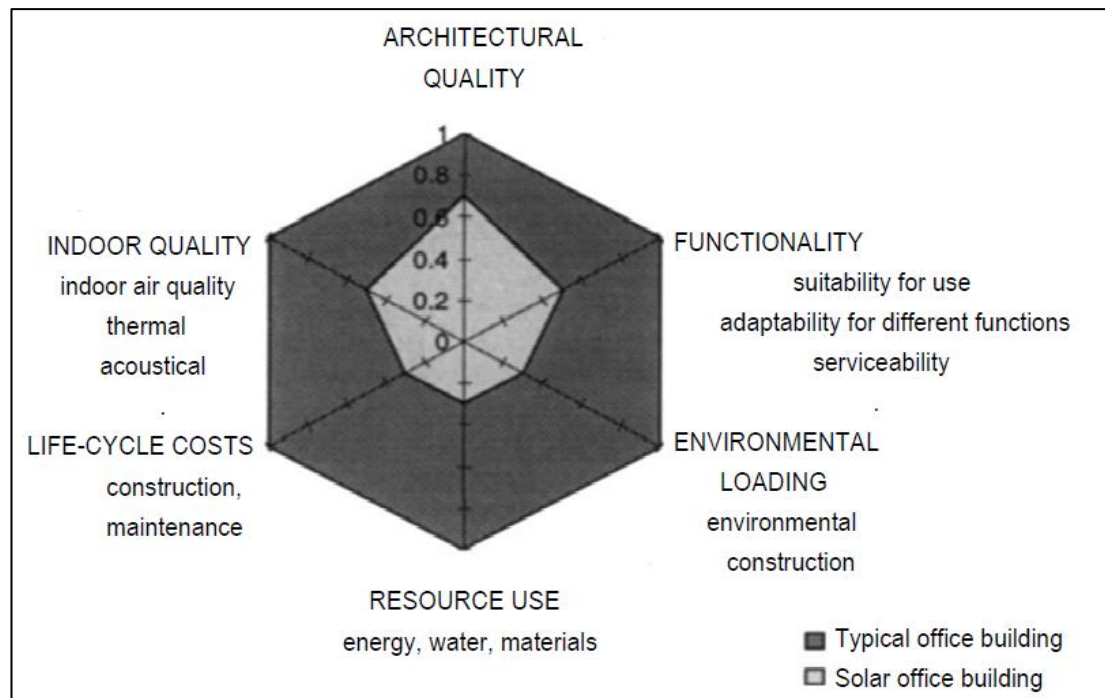 ARCHITECTURAL
QUALITY
1
0.8
0.6
0.4
0.2
0
INDOOR QUALITY
indoor air quality
thermal
acoustical
.
FUNCTIONALITY
suitability for use
adaptability for different functions
serviceability
.
LIFE-CYCLE COSTS
construction,
maintenance
ENVIRONMENTAL
LOADING
environmental
construction
RESOURCE USE
energy, water, materials
Typical office building
Solar office building